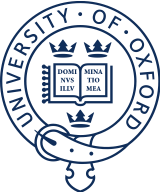 UNIVERSITY · OF · OXFORD
DOMI
NVS
ILLV
MINA
TIO
MEA